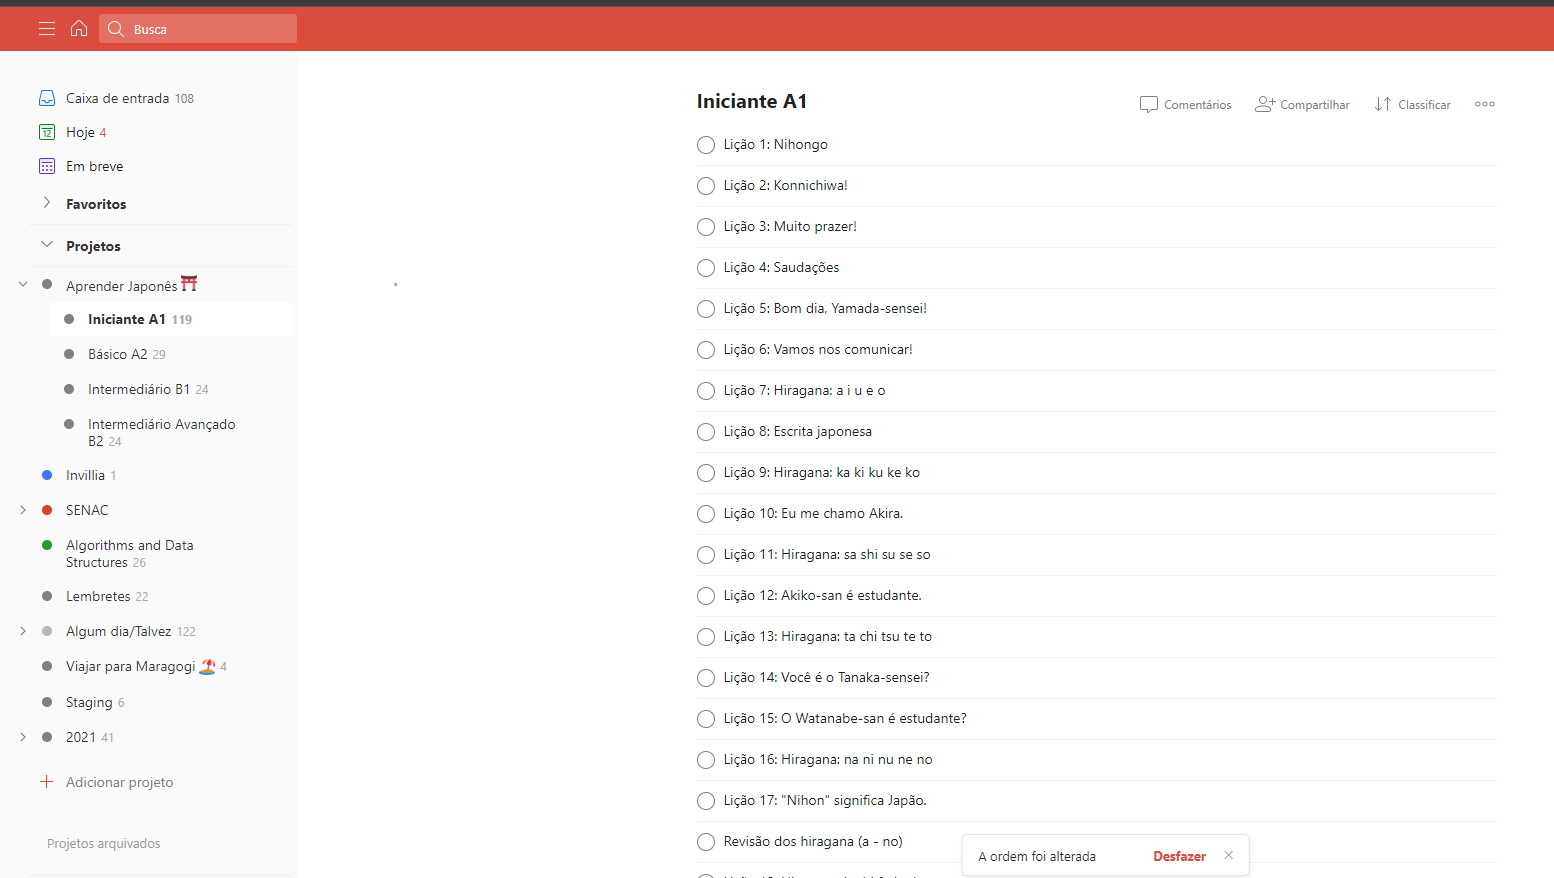 Busca
Caixa de entrada 108
12
Hoje 4
Em breve
Favoritos
Projetos
Aprender Japonês
Iniciante A1 119
Básico A2 29
Intermediário B1 24
Intermediário Avançado
B2 24
Invillia 1
SENAC
Algorithms and Data
Structures 26
Lembretes 22
Algum dia/Talvez 122
Viajar para Maragogi 4
Staging 6
2021 41
Adicionar projeto
Projetos arquivados
Iniciante A1
Comentários Compartilhar Classificar
Lição 1: Nihongo
Lição 2: Konnichiwa!
Lição 3: Muito prazer!
Lição 4: Saudações
Lição 5: Bom dia, Yamada-sensei!
Lição 6: Vamos nos comunicar!
Lição 7: Hiragana: a i u e o
Lição 8: Escrita japonesa
Lição 9: Hiragana: ka ki ku ke ko
Lição 10: Eu me chamo Akira.
Lição 11: Hiragana: sa shi su se so
Lição 12: Akiko-san é estudante.
Lição 13: Hiragana: ta chi tsu te to
Lição 14: Você é o Tanaka-sensei?
Lição 15: O Watanabe-san é estudante?
Lição 16: Hiragana: na ni nu ne no
Lição 17: "Nihon" significa Japão.
Revisão dos hiragana (a - no)
A ordem foi alterada Desfazer